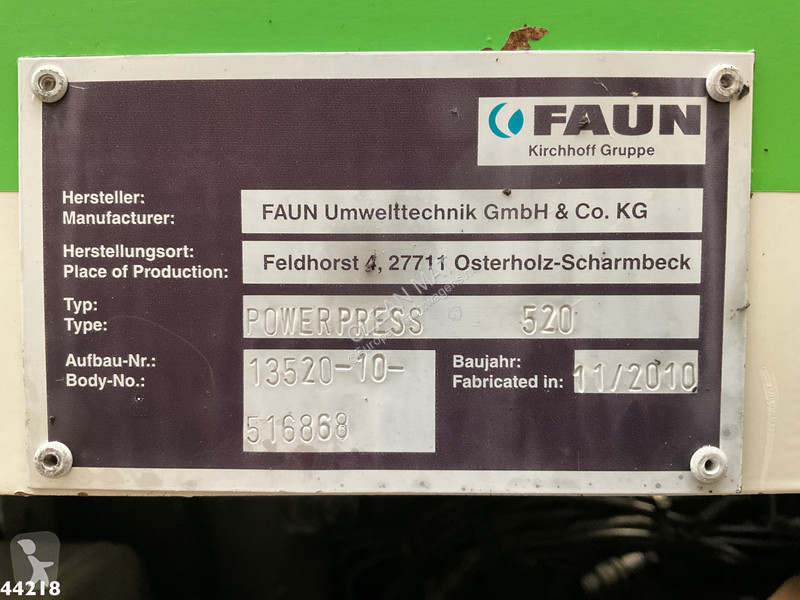 FAUN
Kirchhoff Gruppe
Hersteller:
Manufacturer:
FAUN Umwelttechnik GmbH & Co. KG
Herstellungsort:
Place of Production:
Feldhorst 4, 27711 Osterholz-Scharmbeck
Typ:
Type:
POWERPRESS 520
Aufbau-Nr.:
Body-No.:
13520-10-
516868
Baujahr:
Fabricated in:
11/2010
44218